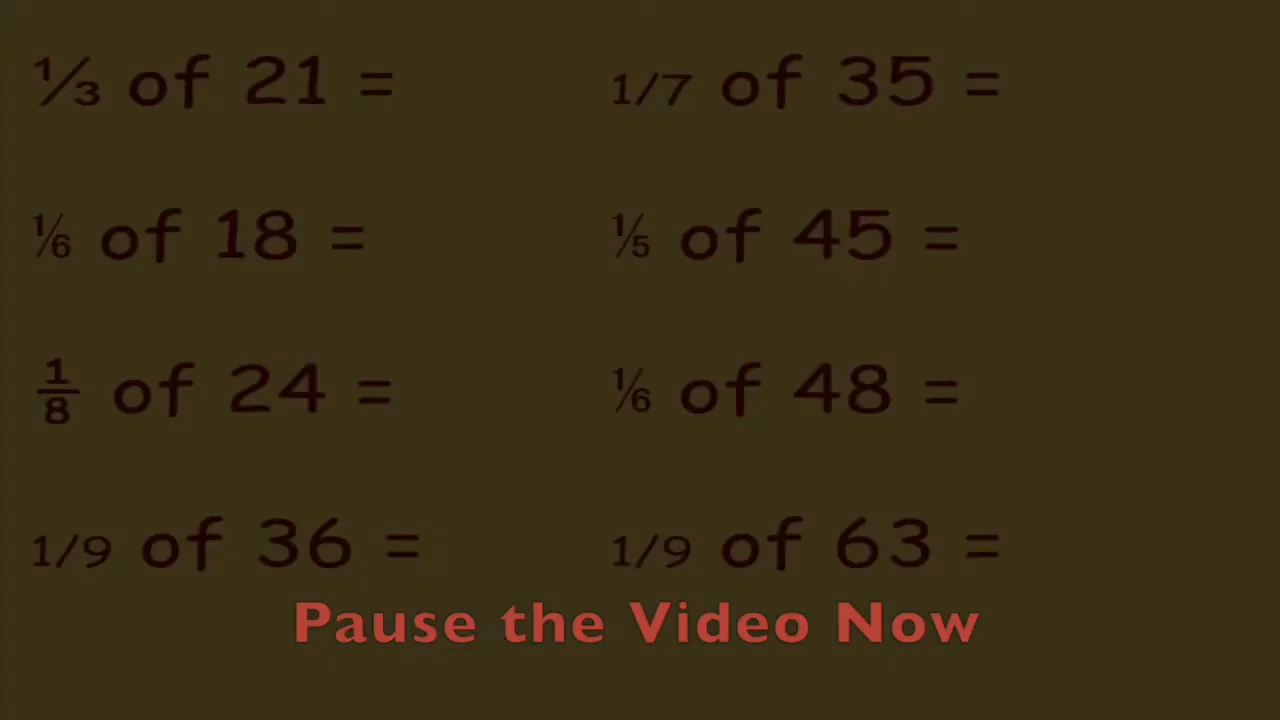 ⅓ of 21 =
1/7 of 35 =
⅙ of 18 =
⅕ of 45 =
⅛ of 24 =
⅙ of 48 =
1/9 of 36 =
1/9 of 63 =
Pause the Video Now